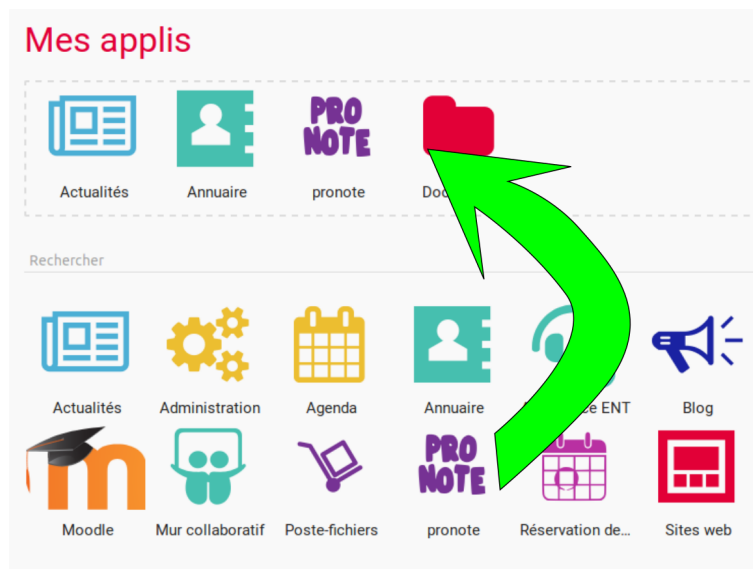 Mes applis
PRO
NOTE
Actualités Annuaire pronote
Rechercher
PRO
NOTE
Actualités Administration Agenda Annuaire ENT Blog
Moodle Mur collaboratif Poste-fichiers pronote Réservation de... Sites web